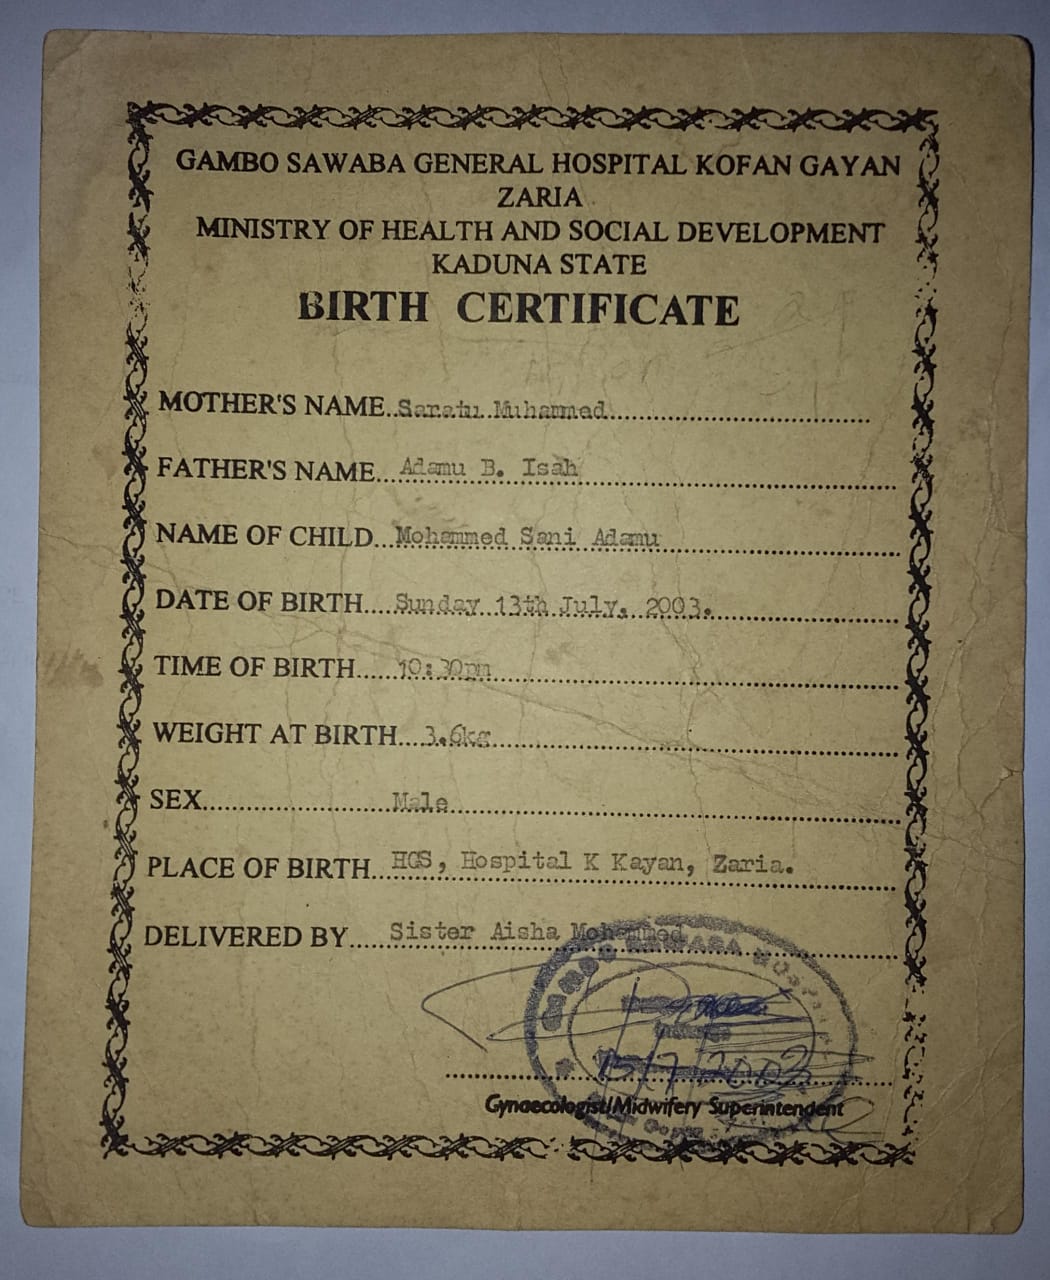 GAMBO SAWABA GENERAL HOSPITAL KOFAN GAYAN
ZARIA
MINISTRY OF HEALTH AND SOCIAL DEVELOPMENT
KADUNA STATE
BIRTH CERTIFICATE
MOTHER'S NAME..Saratu Muhammed
FATHER'S NAME...Adamu B. Isah
NAME OF CHILD...Mohammed Sani Adamu
DATE OF BIRTH....Sunday 13th July, 2003.
TIME OF BIRTH.....10:30pm
WEIGHT AT BIRTH...3.6kg
SEX......Male
PLACE OF BIRTH...HGS, Hospital K Kayan, Zaria.
DELIVERED BY.....Sister Aisha Mohammed
15/7/2003
Gynaecologist/Midwifery Superintendent